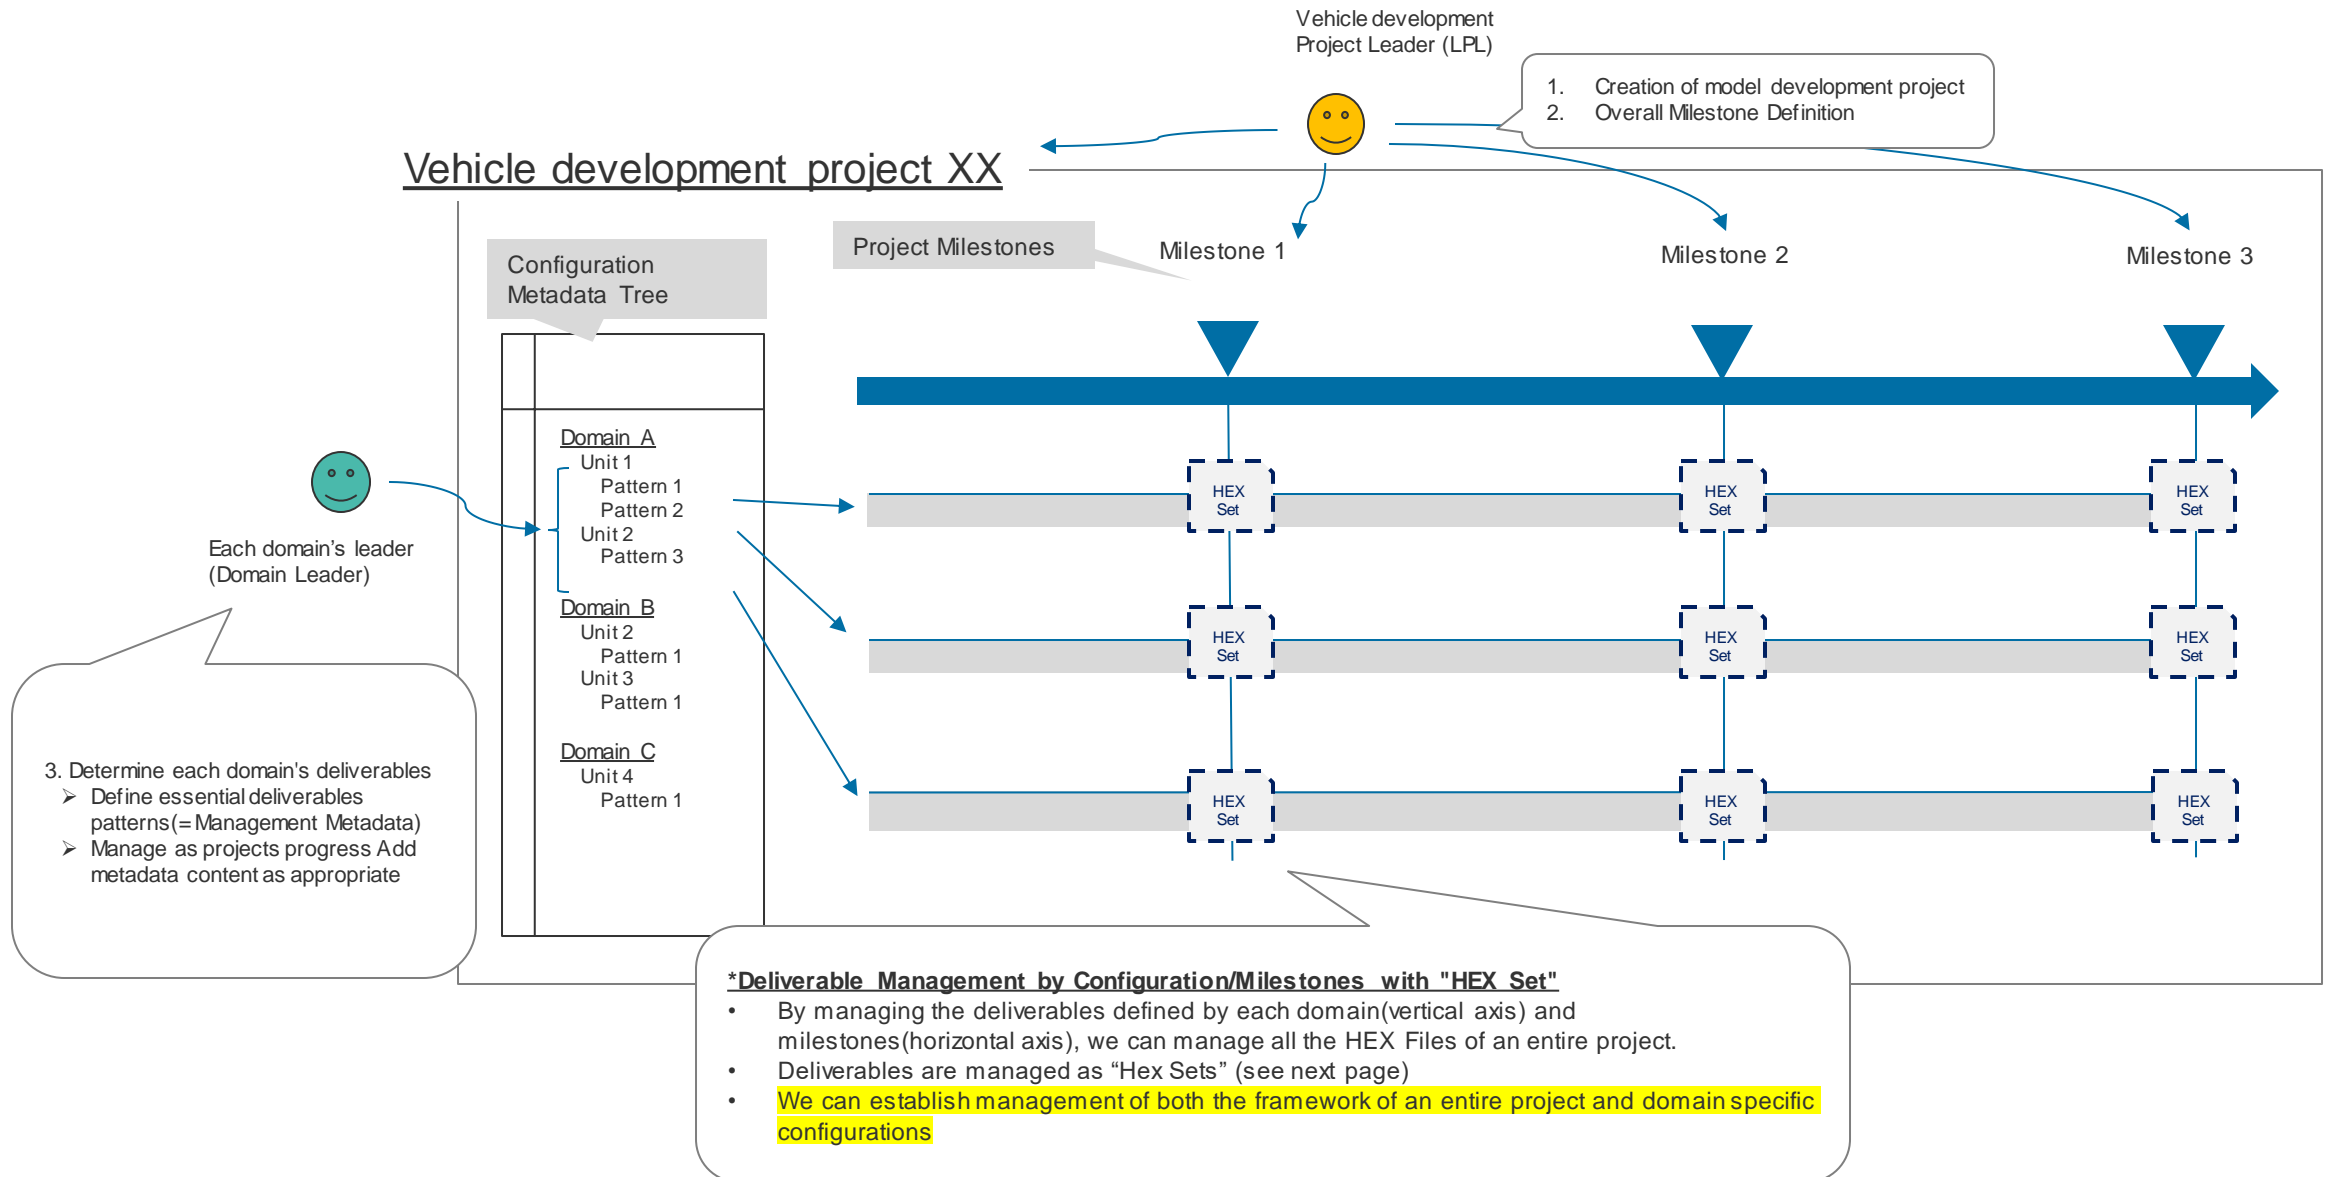 Vehicle development
Project Leader (LPL)
1. Creation of model development project
2. Overall Milestone Definition
Vehicle development project XX
Configuration
Metadata Tree
Project Milestones
Milestone 1
Milestone 2
Milestone 3
Domain A
Unit 1
Pattern 1
Pattern 2
Unit 2
Pattern 3
Domain B
Unit 2
Pattern 1
Unit 3
Pattern 1
Domain C
Unit 4
Pattern 1
HEX
Set
HEX
Set
HEX
Set
HEX
Set
HEX
Set
HEX
Set
HEX
Set
HEX
Set
HEX
Set
Each domain’s leader
(Domain Leader)
3. Determine each domain's deliverables
➢ Define essential deliverables
patterns(=Management Metadata)
➢ Manage as projects progress Add
metadata content as appropriate
*Deliverable Management by Configuration/Milestones with "HEX Set"
• By managing the deliverables defined by each domain(vertical axis) and
milestones(horizontal axis), we can manage all the HEX Files of an entire project.
• Deliverables are managed as “Hex Sets” (see next page)
• We can establish management of both the framework of an entire project and domain specific
configurations